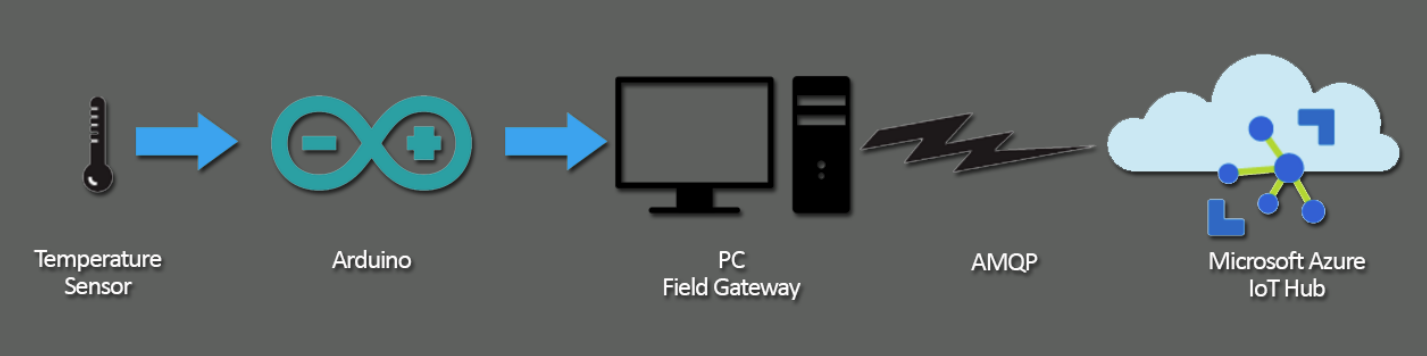 Temperature
Sensor
Arduino
PC
Field Gateway
AMQP
Microsoft Azure
IoT Hub